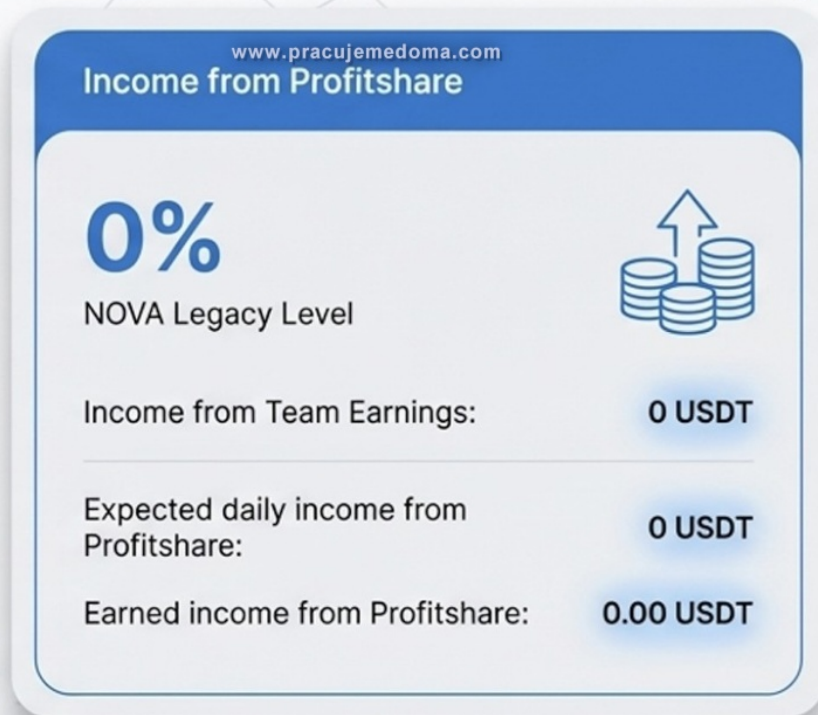 www.pracujemedoma.com
Income from Profitshare
0%
NOVA Legacy Level
Income from Team Earnings: 0 USDT
Expected daily income from
Profitshare: 0 USDT
Earned income from Profitshare: 0.00 USDT